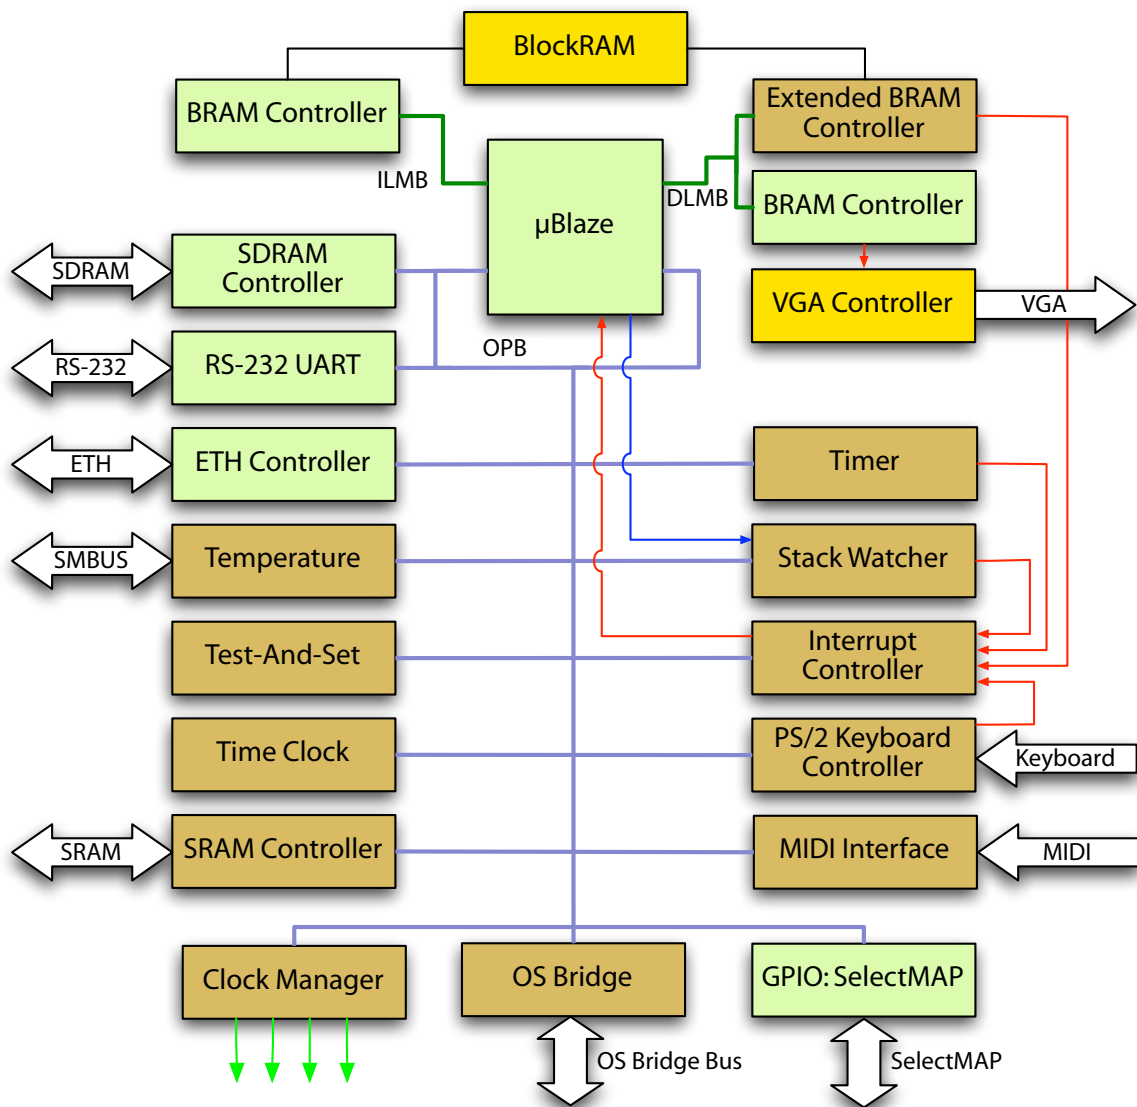 BlockRAM
BRAM Controller
Extended BRAM
Controller
ILMB
DLMB
µBlaze
BRAM Controller
SDRAM
SDRAM
Controller
VGA Controller
VGA
RS-232
RS-232 UART
OPB
ETH
ETH Controller
Timer
SMBUS
Temperature
Stack Watcher
Test-And-Set
Interrupt
Controller
Time Clock
PS/2 Keyboard
Controller
Keyboard
SRAM
SRAM Controller
MIDI Interface
MIDI
Clock Manager
OS Bridge
GPIO: SelectMAP
OS Bridge Bus
SelectMAP